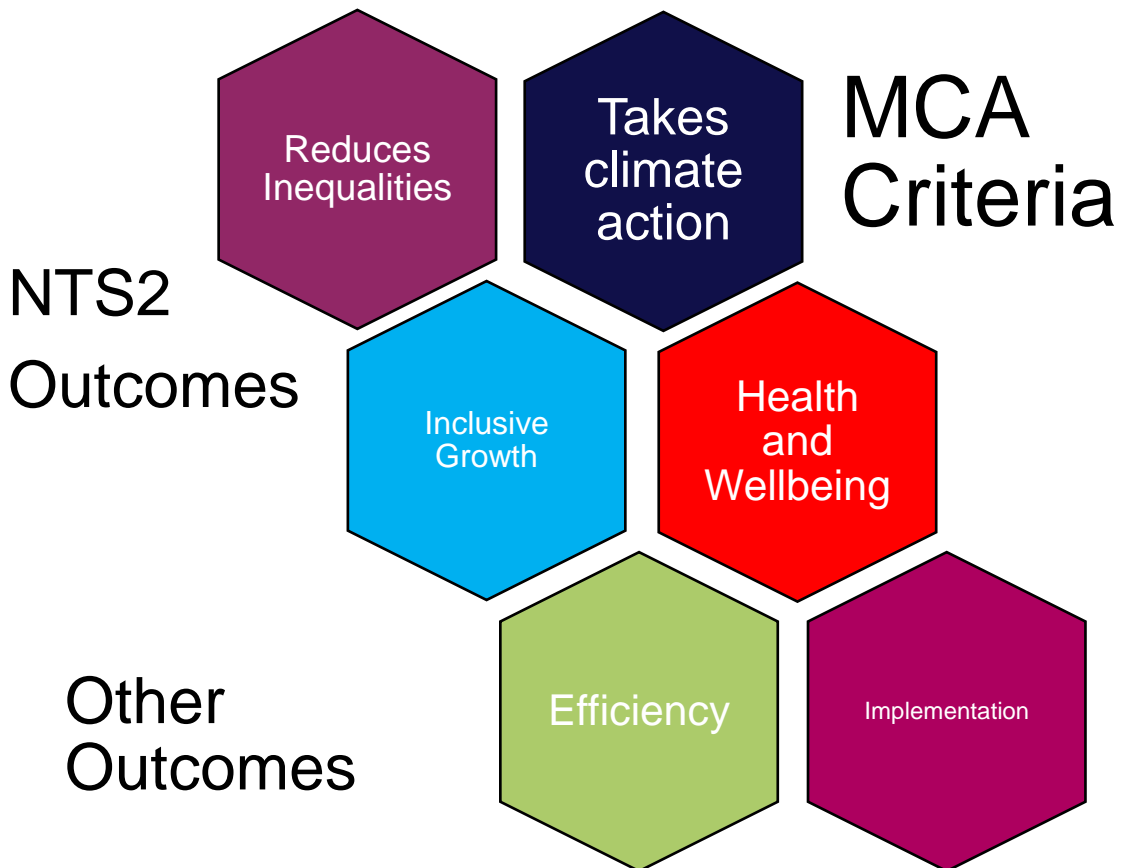 Reduces
Inequalities
Takes
climate
action
MCA
Criteria
NTS2
Outcomes
Inclusive
Growth
Health
and
Wellbeing
Other
Outcomes
Efficiency
Implementation